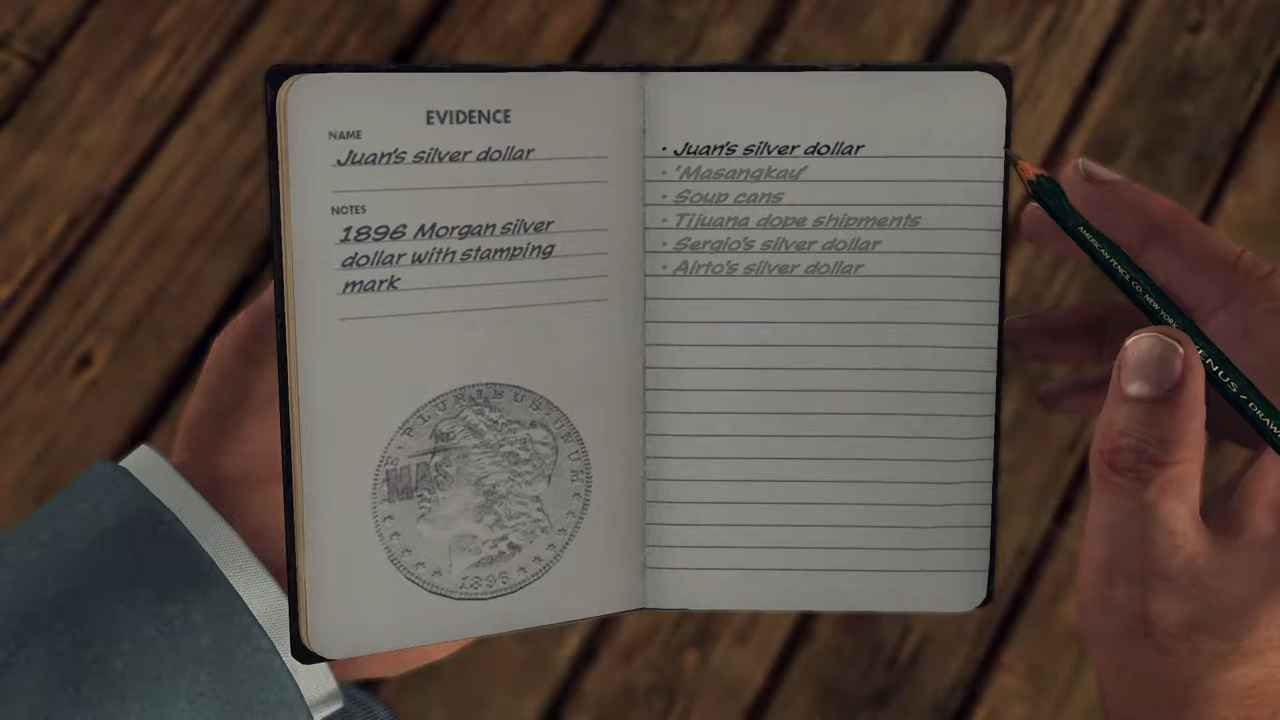 EVIDENCE
NAME
Juan's silver dollar
NOTES
1896 Morgan silver
dollar with stamping
mark
E · PLURIBUS UNUM
MAS
1896
· Juan's silver dollar
· 'Masangkay'
· Soup cans
· Tijuana dope shipments
· Sergio's silver dollar
· Airto's silver dollar
AMERICAN PENCIL CO. NEW YORK
VENUS / DRAW